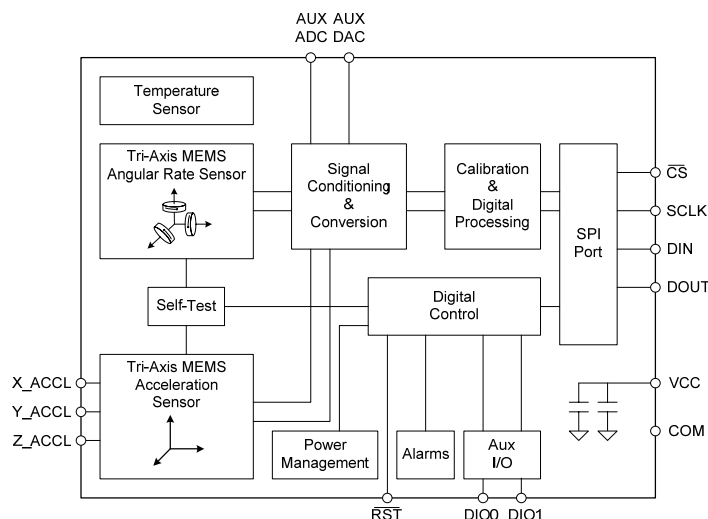 AUX AUX
ADC DAC
Temperature
Sensor
Tri-Axis MEMS
Angular Rate Sensor
Signal
Conditioning
&
Conversion
Calibration
&
Digital
Processing
SPI
Port
CS
SCLK
DIN
DOUT
Self-Test
Digital
Control
Tri-Axis MEMS
Acceleration
Sensor
X_ACCL
Y_ACCL
Z_ACCL
Power
Management
Alarms
Aux
I/O
VCC
COM
RST
DIO0
DIO1